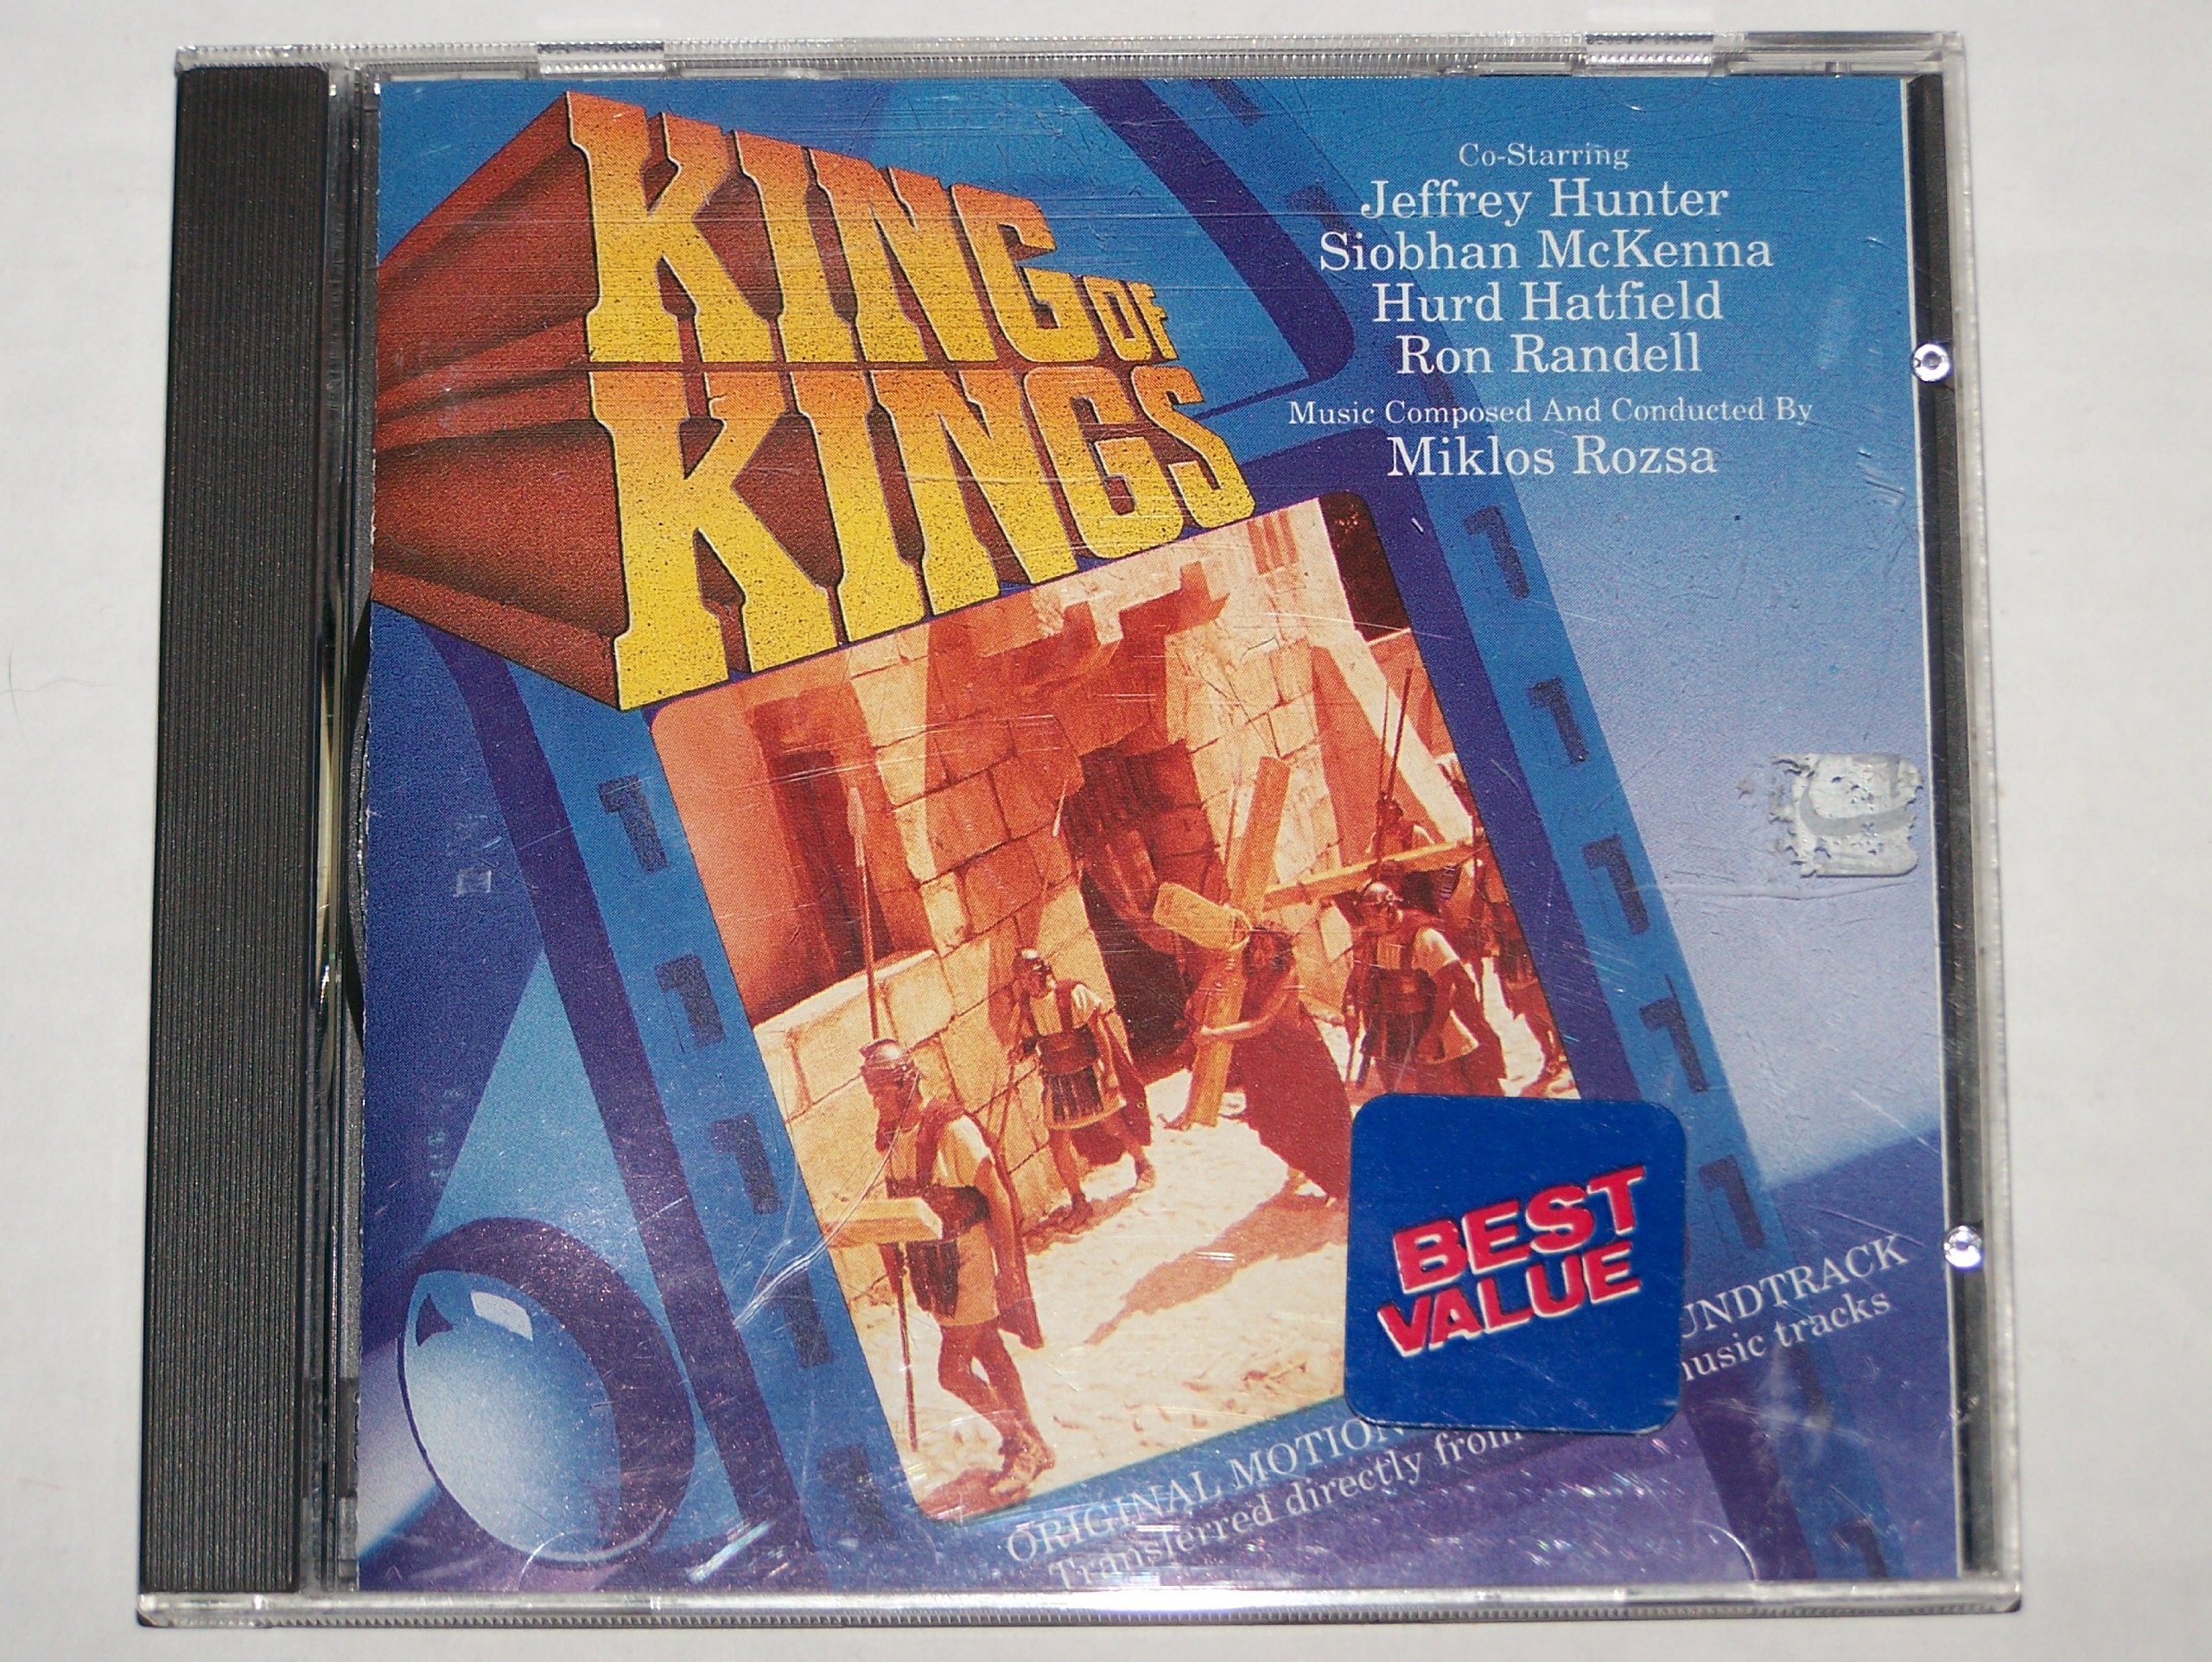 KING OF
KINGS
Co-Starring
Jeffrey Hunter
Siobhan McKenna
Hurd Hatfield
Ron Randell
Music Composed And Conducted By
Miklos Rozsa
BEST
VALUE
ORIGINAL MOTION UNDTRACK
Transferred directly from music tracks